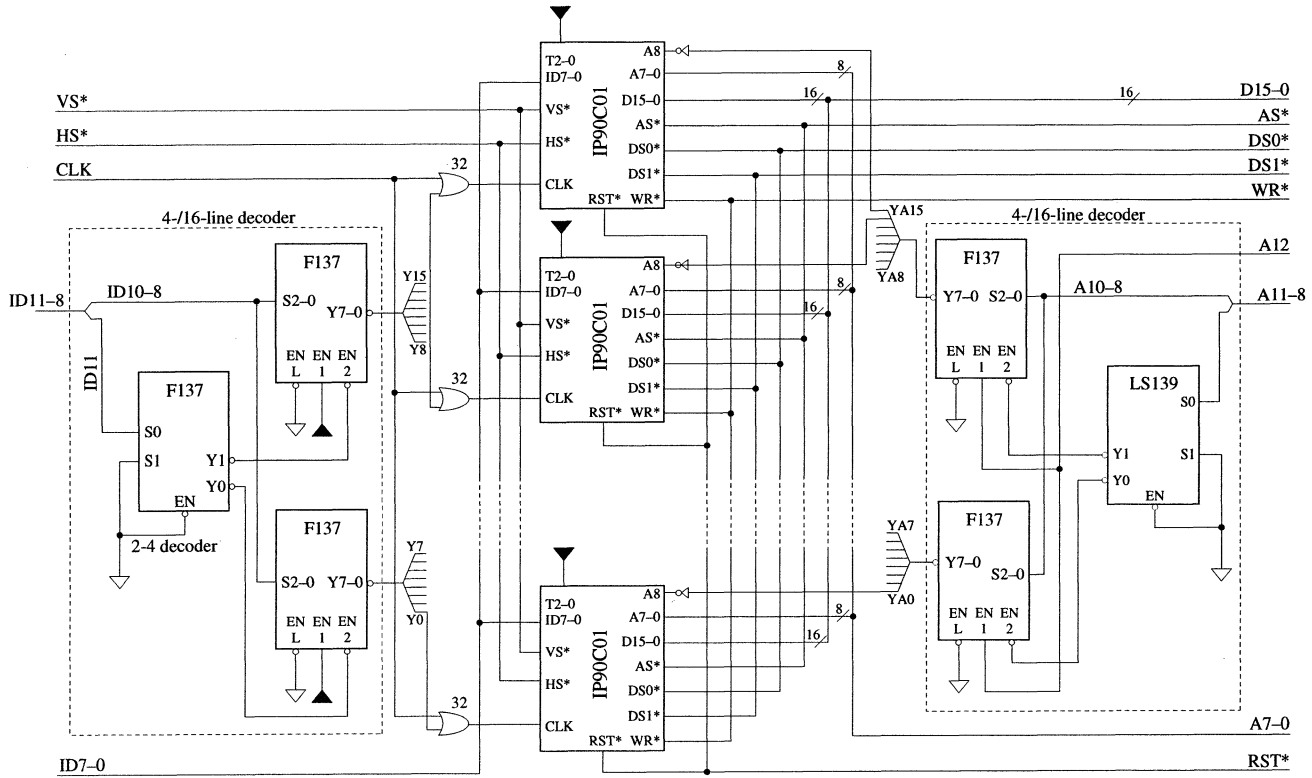 VS*
HS*
CLK
4-/16-line decoder
ID11–8
ID10–8
ID11
F137
S2–0
Y7–0
EN EN EN
L 1 2
Y15
Y8
F137
S0
S1
Y1
Y0
EN
2-4 decoder
F137
S2–0
Y7–0
EN EN EN
L 1 2
Y7
Y0
ID7–0
32
32
32
T2–0
ID7–0
VS*
HS*
CLK
IP90C01
A8
A7–0
D15–0
AS*
DS0*
DS1*
RST* WR*
8
16
T2–0
ID7–0
VS*
HS*
CLK
IP90C01
A8
A7–0
D15–0
AS*
DS0*
DS1*
RST* WR*
8
16
T2–0
ID7–0
VS*
HS*
CLK
IP90C01
A8
A7–0
D15–0
AS*
DS0*
DS1*
RST* WR*
8
16
16
D15–0
AS*
DS0*
DS1*
WR*
4-/16-line decoder
YA15
YA8
F137
Y7–0 S2–0
EN EN EN
L 1 2
A10–8
A12
A11–8
LS139
S0
S1
Y1
Y0
EN
YA7
YA0
F137
Y7–0
S2–0
EN EN EN
L 1 2
A7–0
RST*